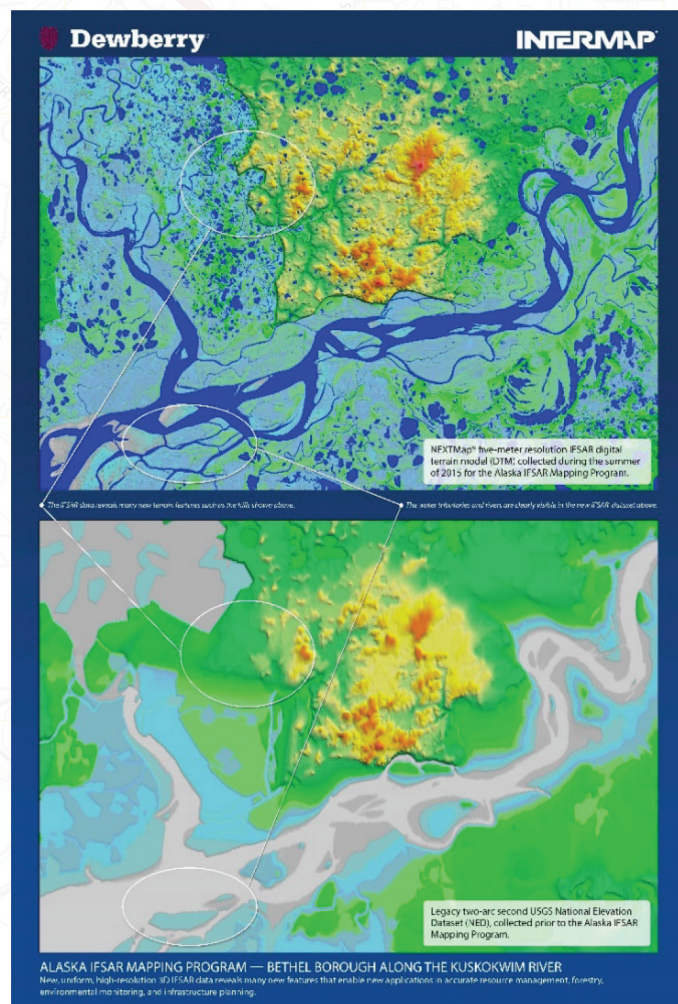 Dewberry
INTERMAP
NEXTMap® five-meter resolution IFSAR digital
terrain model (DTM) collected during the summer
of 2015 for the Alaska IFSAR Mapping Program.
The IFSAR data reveals many new terrain features such as the hills shown above.
The water tributaries and rivers are clearly visible in the new IFSAR dataset above.
Legacy two-arc second USGS National Elevation
Dataset (NED), collected prior to the Alaska IFSAR
Mapping Program.
ALASKA IFSAR MAPPING PROGRAM — BETHEL BOROUGH ALONG THE KUSKOKWIM RIVER
New, uniform, high-resolution 3D IFSAR data reveals many new features that enable new applications in accurate resource management, forestry,
environmental monitoring, and infrastructure planning.